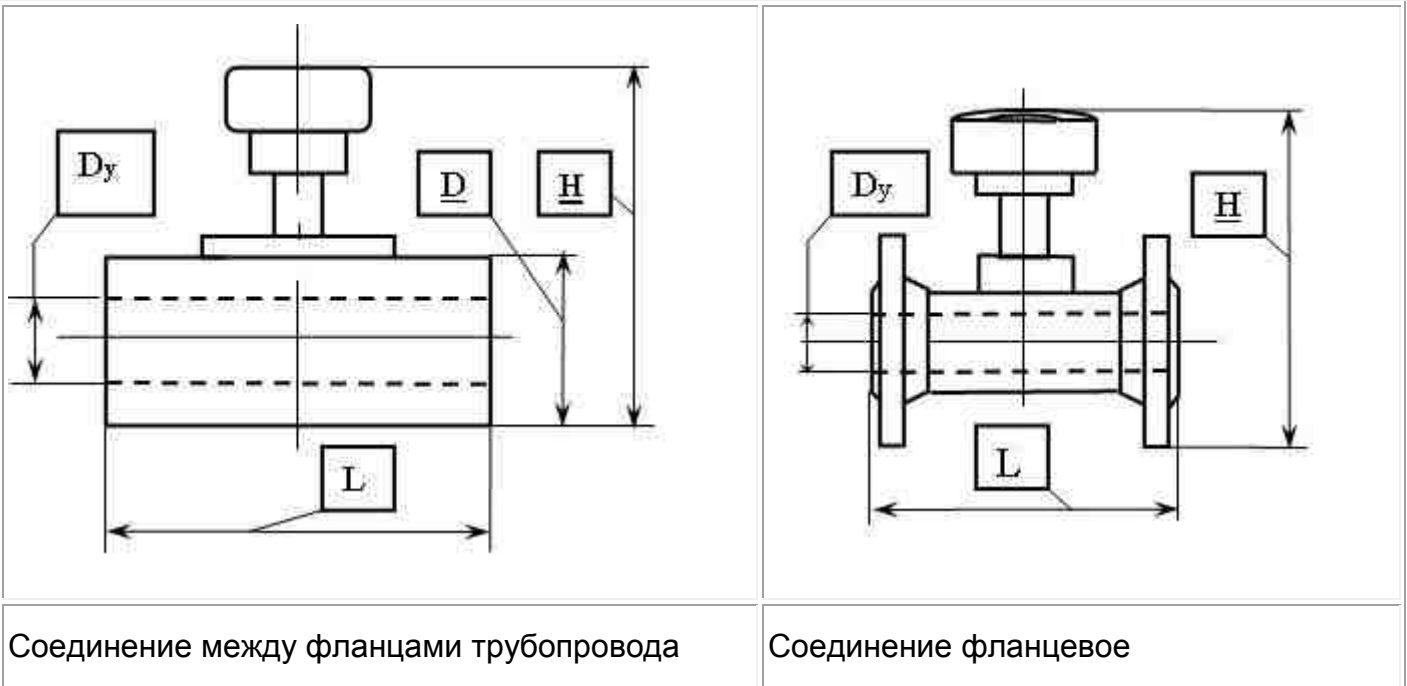 Dy
D
H
L
Dy
H
L
Соединение между фланцами трубопровода
Соединение фланцевое